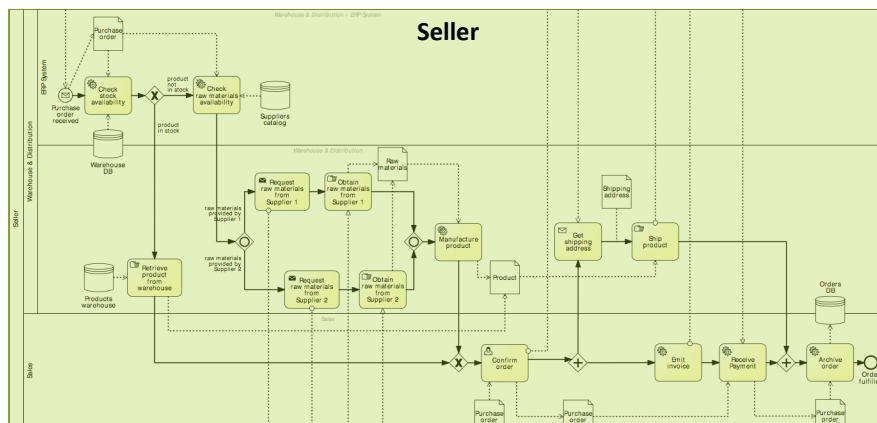 Warehouse & Distribution - ERP System
Seller
Purchase
order
ERP System
Purchase
order
received
Check
stock
availability
product
not
in stock
Check
raw materials
availability
Suppliers
catalog
product
in stock
Warehouse
DB
Seller
Warehouse & Distribution
Warehouse & Distribution
Request
raw materials
from
Supplier 1
Obtain
raw materials
from
Supplier 1
Raw
materials
Shipping
address
raw materials
provided by
Supplier 1
raw materials
provided by
Supplier 2
Manufacture
product
Get
shipping
address
Ship
product
Retrieve
product
from
warehouse
Products
warehouse
Request
raw materials
from
Supplier 2
Obtain
raw materials
from
Supplier 2
Product
Orders
DB
Sales
Sales
Confirm
order
Emit
invoice
Receive
Payment
Archive
order
Orde
fulfille
Purchase
order
Purchase
order
Purchase
order